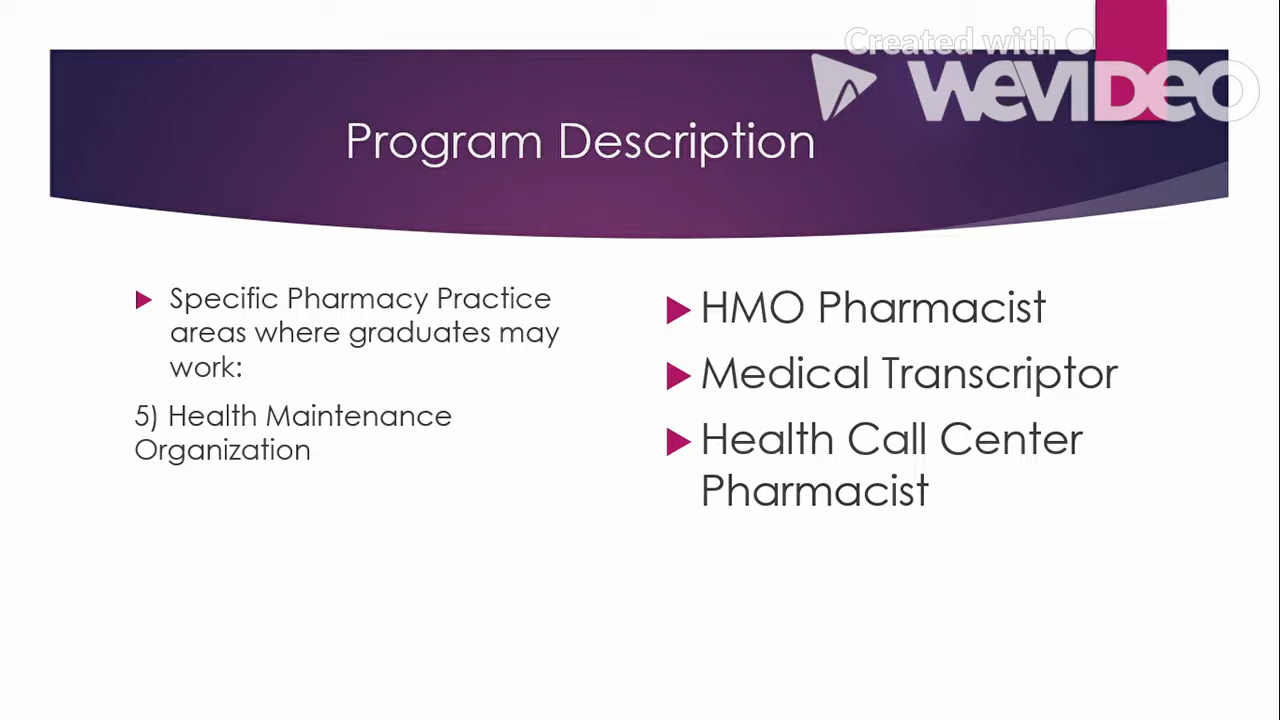 Created with
WEVIDEO
Program Description
Specific Pharmacy Practice
areas where graduates may
work:
5) Health Maintenance
Organization
HMO Pharmacist
Medical Transcriptor
Health Call Center
Pharmacist